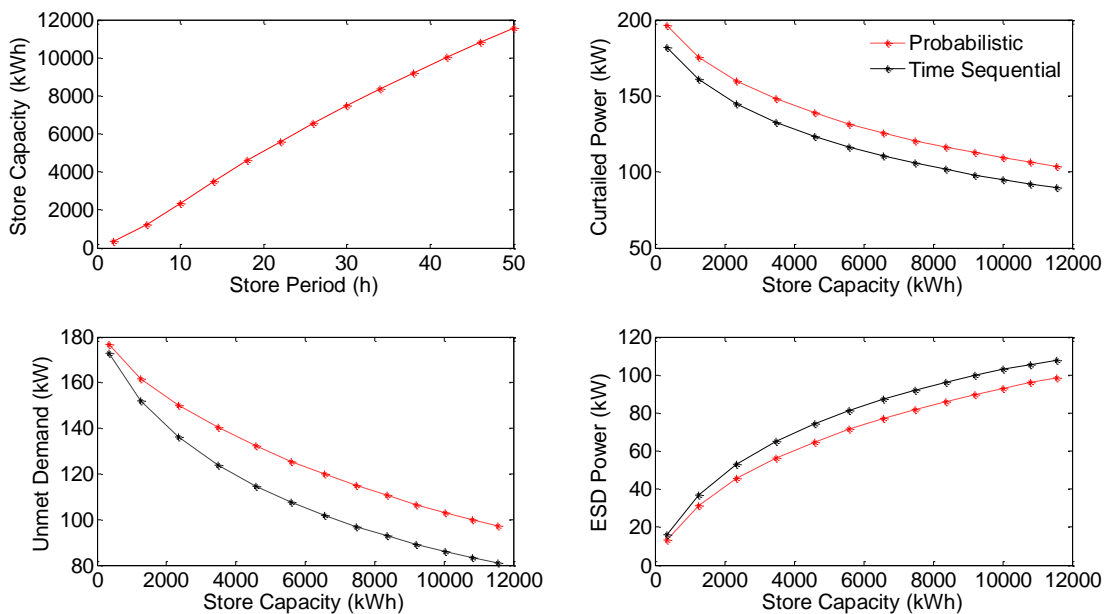 12000
10000
8000
6000
4000
2000
0
Store Capacity (kWh)
0 10 20 30 40 50
Store Period (h)
200
150
100
50
Curtailed Power (kW)
Probabilistic
Time Sequential
0 2000 4000 6000 8000 10000 12000
Store Capacity (kWh)
180
160
140
120
100
80
Unmet Demand (kW)
0 2000 4000 6000 8000 10000 12000
Store Capacity (kWh)
120
100
80
60
40
20
0
ESD Power (kW)
0 2000 4000 6000 8000 10000 12000
Store Capacity (kWh)